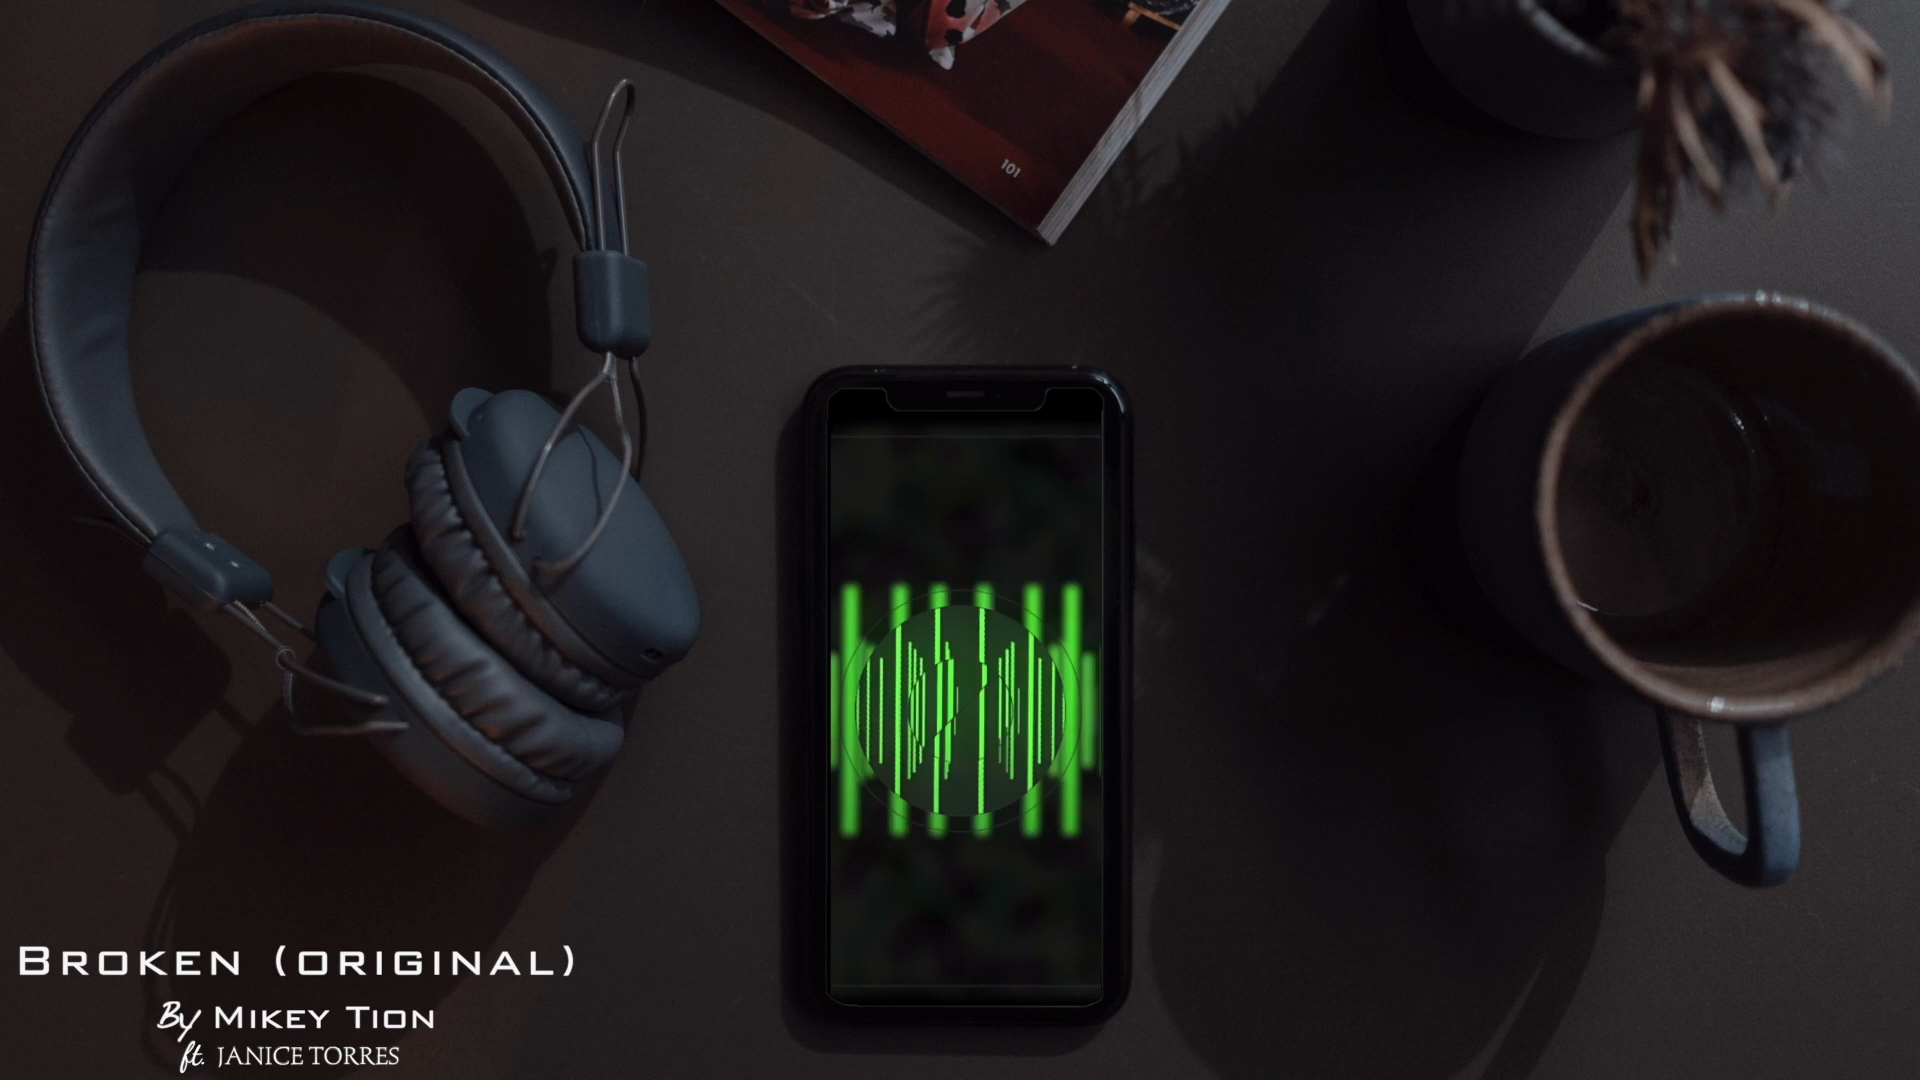 101
BROKEN (ORIGINAL)
By MIKEY TION
ft. JANICE TORRES